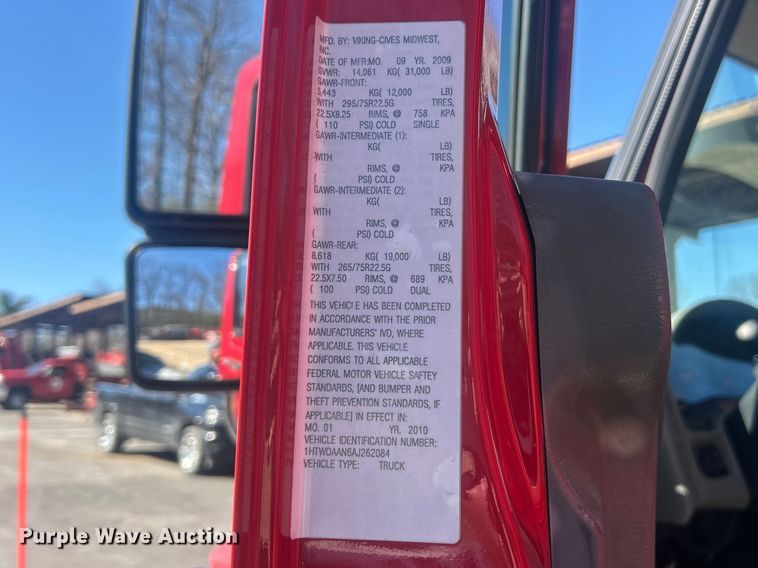 MFD. BY: VIKING-CIVES MIDWEST,
INC.
DATE OF MFR:MO. 09 YR. 2009
GVWR: 14,061 KG( 31,000 LB)
GAWR-FRONT:
5,443 KG( 12,000 LB)
WITH 295/75R22.5G TIRES,
22.5X8.25 RIMS, @ 758 KPA
( 110 PSI) COLD SINGLE
GAWR-INTERMEDIATE (1):
KG( LB)
WITH TIRES,
RIMS, @ KPA
( PSI) COLD
GAWR-INTERMEDIATE (2):
KG( LB)
WITH TIRES,
RIMS, @ KPA
( PSI) COLD
GAWR-REAR:
8,618 KG( 19,000 LB)
WITH 265/75R22.5G TIRES,
22.5X7.50 RIMS, @ 689 KPA
( 100 PSI) COLD DUAL
THIS VEHICLE HAS BEEN COMPLETED
IN ACCORDANCE WITH THE PRIOR
MANUFACTURERS' IVD, WHERE
APPLICABLE. THIS VEHICLE
CONFORMS TO ALL APPLICABLE
FEDERAL MOTOR VEHICLE SAFTEY
STANDARDS, [AND BUMPER AND
THEFT PREVENTION STANDARDS, IF
APPLICABLE] IN EFFECT IN:
MO. 01 YR. 2010
VEHICLE IDENTIFICATION NUMBER:
1HTWDAAN6AJ262084
VEHICLE TYPE: TRUCK
Purple Wave Auction